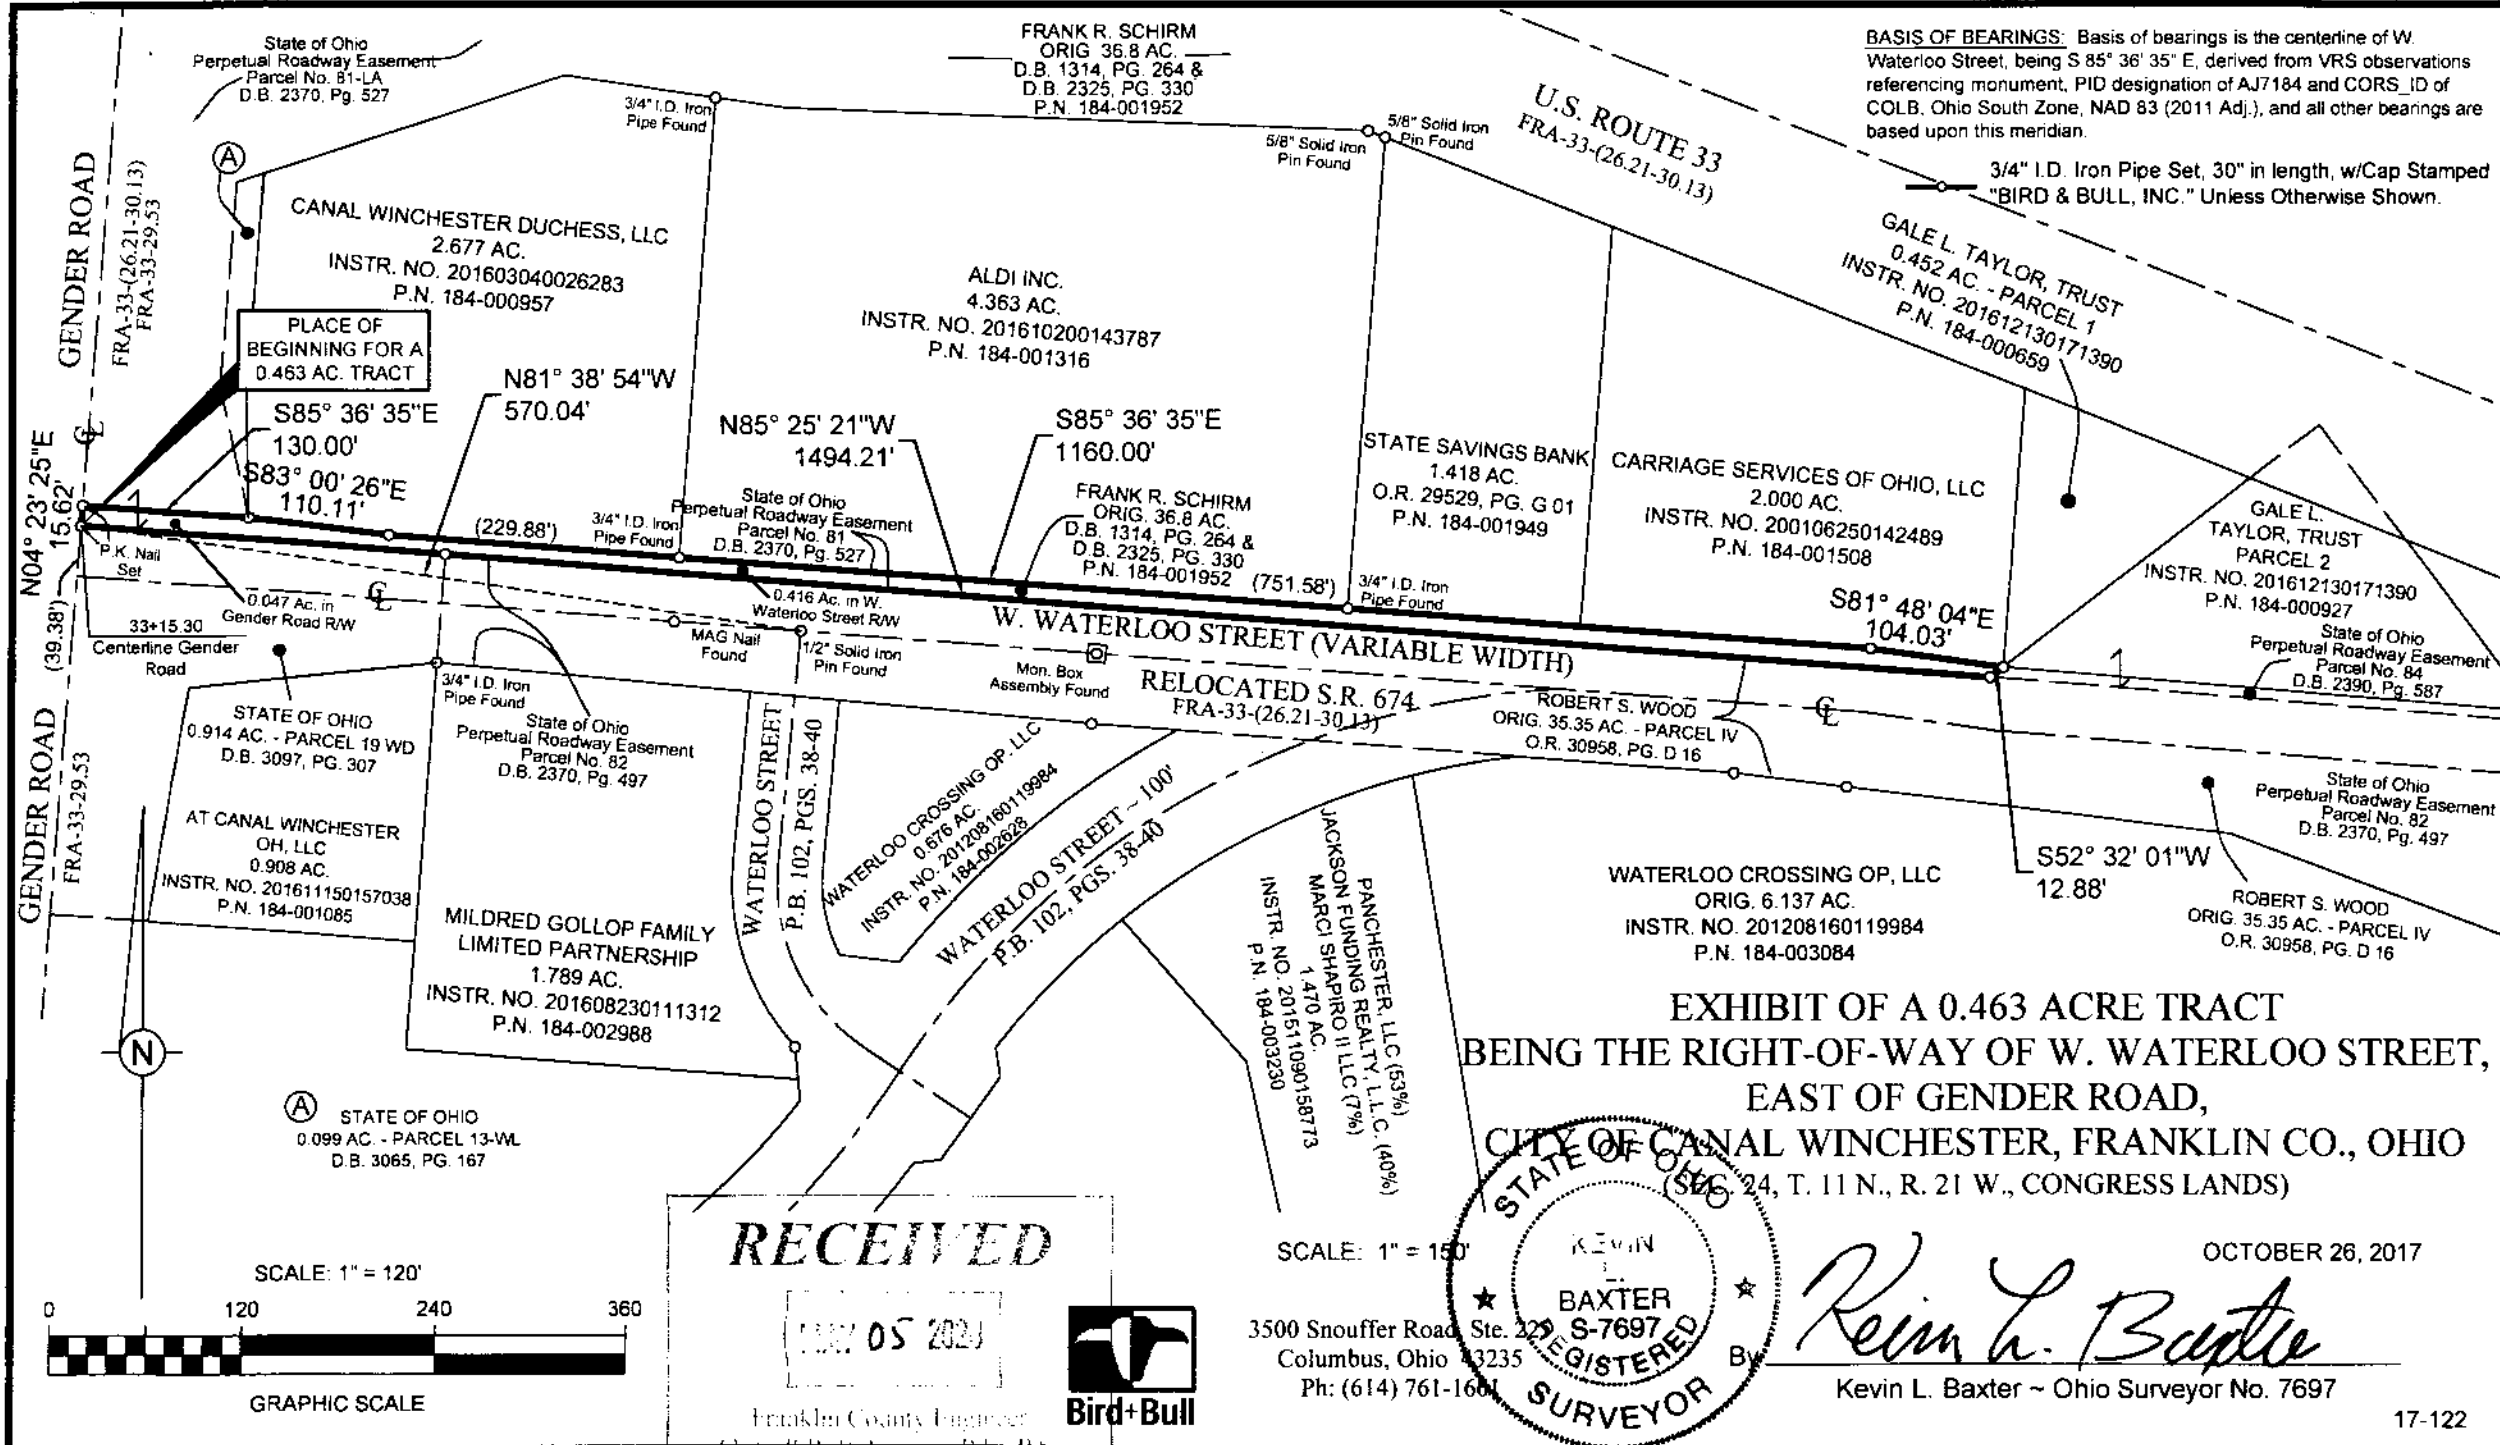 State of Ohio
Perpetual Roadway Easement
Parcel No. 81-LA
D.B. 2370, Pg. 527
FRANK R. SCHIRM
ORIG 36.8 AC.
D.B. 1314, PG. 264 &
D.B. 2325, PG. 330
P.N. 184-001952
BASIS OF BEARINGS: Basis of bearings is the centerline of W.
Waterloo Street, being S 85° 36' 35" E, derived from VRS observations
referencing monument, PID designation of AJ7184 and CORS_ID of
COLB, Ohio South Zone, NAD 83 (2011 Adj.), and all other bearings are
based upon this meridian.
3/4" I.D. Iron Pipe Set, 30" in length, w/Cap Stamped
"BIRD & BULL, INC." Unless Otherwise Shown.
3/4" I.D. Iron
Pipe Found
5/8" Solid Iron
Pin Found
5/8" Solid Iron
Pin Found
U.S. ROUTE 33
FRA-33-(26.21-30.13)
A
GENDER ROAD
FRA-33-(26.21-30.13)
FRA-33-29.53
CANAL WINCHESTER DUCHESS, LLC
2.677 AC.
INSTR. NO. 201603040026283
P.N. 184-000957
ALDI INC.
4.363 AC.
INSTR. NO. 201610200143787
P.N. 184-001316
GALE L. TAYLOR, TRUST
0.452 AC. - PARCEL 1
INSTR. NO. 201612130171390
P.N. 184-000659
PLACE OF
BEGINNING FOR A
0.463 AC. TRACT
N81° 38' 54"W
570.04'
S85° 36' 35"E
130.00'
S83° 00' 26"E
110.11'
N85° 25' 21"W
1494.21'
S85° 36' 35"E
1160.00'
STATE SAVINGS BANK
1.418 AC.
O.R. 29529, PG. G 01
P.N. 184-001949
CARRIAGE SERVICES OF OHIO, LLC
2.000 AC.
INSTR. NO. 200106250142489
P.N. 184-001508
GALE L.
TAYLOR, TRUST
PARCEL 2
INSTR. NO. 201612130171390
P.N. 184-000927
N04° 23' 25"E
15.62'
CL
(229.88')
3/4" I.D. Iron
Pipe Found
State of Ohio
Perpetual Roadway Easement
Parcel No. 81
D.B. 2370, Pg. 527
FRANK R. SCHIRM
ORIG. 36.8 AC.
D.B. 1314, PG. 264 &
D.B. 2325, PG. 330
P.N. 184-001952
(751.58')
3/4" I.D. Iron
Pipe Found
S81° 48' 04"E
104.03'
State of Ohio
Perpetual Roadway Easement
Parcel No. 84
D.B. 2390, Pg. 587
P.K. Nail
Set
(39.38')
0.047 Ac. in
Gender Road R/W
CL
33+15.30
Centerline Gender
Road
0.416 Ac. in W.
Waterloo Street R/W
MAG Nail
Found
1/2" Solid Iron
Pin Found
W. WATERLOO STREET (VARIABLE WIDTH)
Mon. Box
Assembly Found
RELOCATED S.R. 674
FRA-33-(26.21-30.13)
ROBERT S. WOOD
ORIG. 35.35 AC. - PARCEL IV
O.R. 30958, PG. D 16
CL
3/4" I.D. Iron
Pipe Found
State of Ohio
Perpetual Roadway Easement
Parcel No. 82
D.B. 2370, Pg. 497
STATE OF OHIO
0.914 AC. - PARCEL 19 WD
D.B. 3097, PG. 307
GENDER ROAD
FRA-33-29.53
AT CANAL WINCHESTER
OH, LLC
0.908 AC.
INSTR. NO. 201611150157038
P.N. 184-001085
MILDRED GOLLOP FAMILY
LIMITED PARTNERSHIP
1.789 AC.
INSTR. NO. 201608230111312
P.N. 184-002988
WATERLOO STREET
P.B. 102, PGS. 38-40
WATERLOO CROSSING OP. LLC
0.676 AC.
INSTR. NO. 201208160119984
P.N. 184-002628
WATERLOO STREET ~ 100'
P.B. 102, PGS. 38-40
PANCHESTER, LLC (53%)
JACKSON FUNDING REALTY, L.L.C. (40%)
MARCI SHAPIRO II LLC (7%)
1.470 AC.
INSTR. NO. 201511090158773
P.N. 184-003230
WATERLOO CROSSING OP, LLC
ORIG. 6.137 AC.
INSTR. NO. 201208160119984
P.N. 184-003084
S52° 32' 01"W
12.88'
State of Ohio
Perpetual Roadway Easement
Parcel No. 82
D.B. 2370, Pg. 497
ROBERT S. WOOD
ORIG. 35.35 AC. - PARCEL IV
O.R. 30958, PG. D 16
N
A
STATE OF OHIO
0.099 AC. - PARCEL 13-WL
D.B. 3065, PG. 167
EXHIBIT OF A 0.463 ACRE TRACT
BEING THE RIGHT-OF-WAY OF W. WATERLOO STREET,
EAST OF GENDER ROAD,
CITY OF CANAL WINCHESTER, FRANKLIN CO., OHIO
(SEC. 24, T. 11 N., R. 21 W., CONGRESS LANDS)
SCALE: 1" = 120'
0 120 240 360
GRAPHIC SCALE
RECEIVED
05
Franklin County Engineer
Bird+Bull
SCALE: 1" = 150'
3500 Snouffer Road, Ste. 
Columbus, Ohio 43235
Ph: (614) 761-1661
STATE OF OHIO
KEVIN
L.
BAXTER
S-7697
REGISTERED
SURVEYOR
OCTOBER 26, 2017
By
Kevin L. Baxter
Kevin L. Baxter ~ Ohio Surveyor No. 7697
17-122